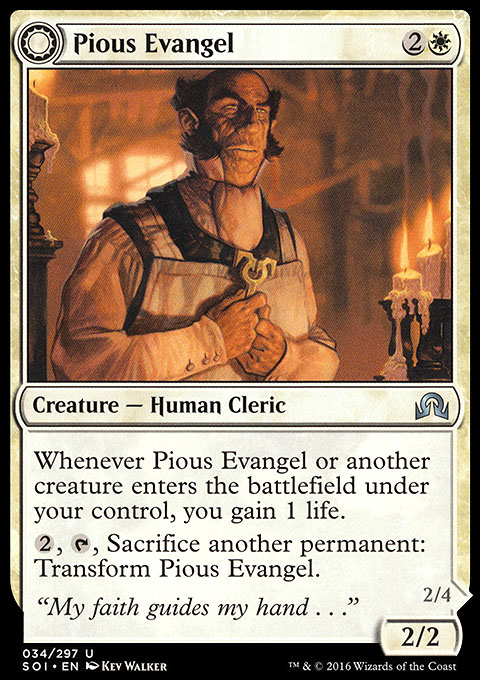 Pious Evangel 2
Creature — Human Cleric
Whenever Pious Evangel or another
creature enters the battlefield under
your control, you gain 1 life.
2, , Sacrifice another permanent:
Transform Pious Evangel.
“My faith guides my hand . . .”
2/4
2/2
034/297 U
SOI • EN Kev Walker
™ & © 2016 Wizards of the Coast